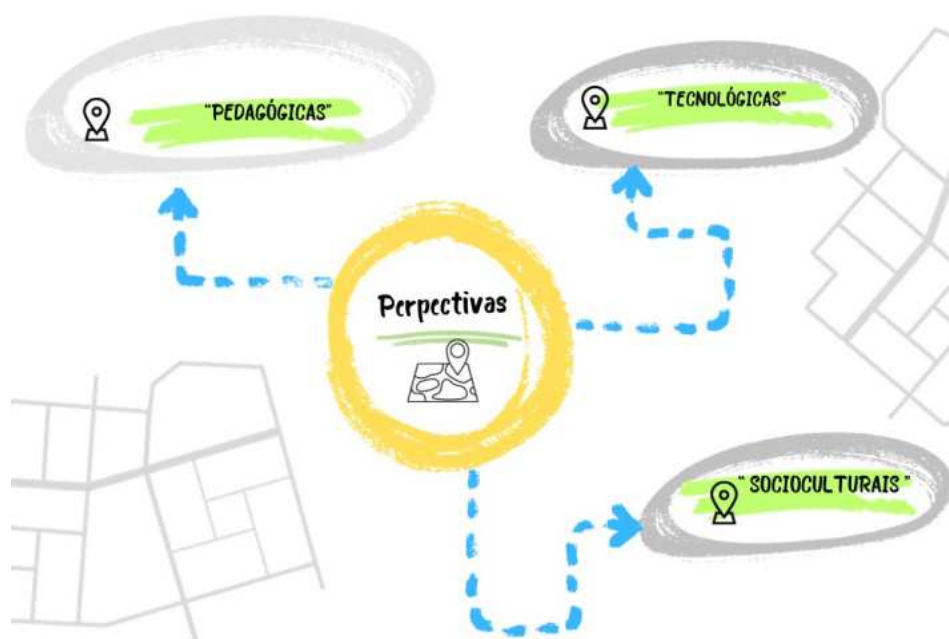 "PEDAGÓGICAS"
"TECNOLÓGICAS"
Perpectivas
" SOCIOCULTURAIS "